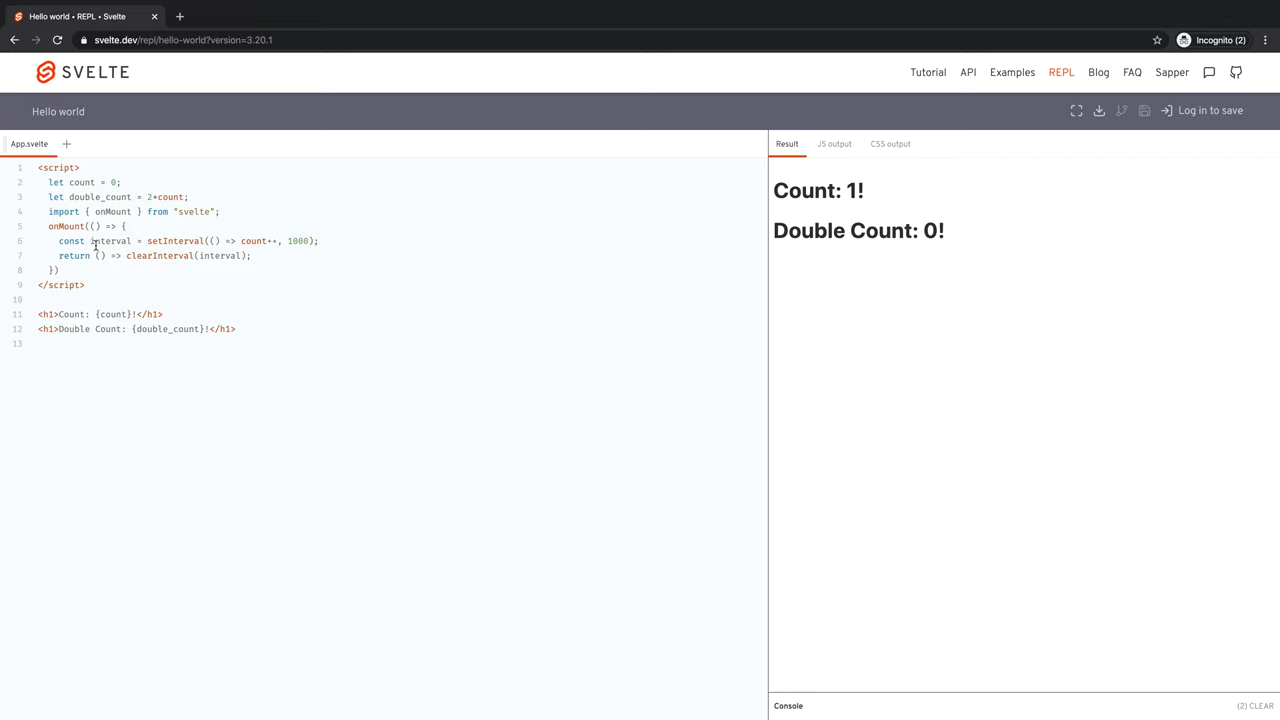 Hello world • REPL • Svelte
svelte.dev/repl/hello-world?version=3.20.1
Incognito (2)
SVELTE
Tutorial API Examples REPL Blog FAQ Sapper
Hello world
Log in to save
App.svelte
Result JS output CSS output
1 <script>
2 let count = 0;
3 let double_count = 2*count;
4 import { onMount } from "svelte";
5 onMount(() => {
6 const interval = setInterval(() => count++, 1000);
7 return () => clearInterval(interval);
8 })
9 </script>
10
11 <h1>Count: {count}!</h1>
12 <h1>Double Count: {double_count}!</h1>
13
Count: 1!
Double Count: 0!
Console
(2) CLEAR